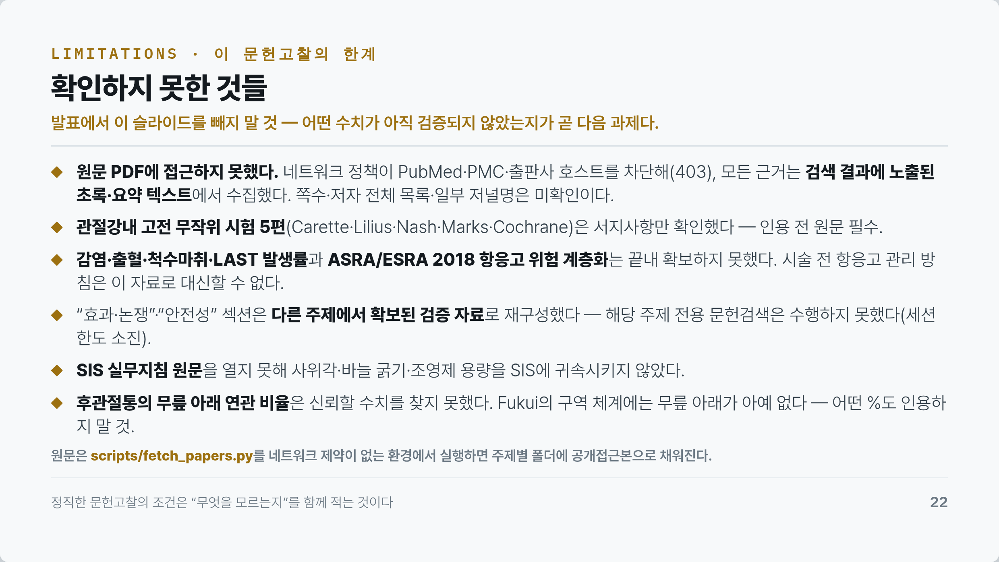 LIMITATIONS · 이 문헌고찰의 한계
확인하지 못한 것들
발표에서 이 슬라이드를 빼지 말 것 — 어떤 수치가 아직 검증되지 않았는지가 곧 다음 과제다.
◆ 원문 PDF에 접근하지 못했다. 네트워크 정책이 PubMed·PMC·출판사 호스트를 차단해(403), 모든 근거는 검색 결과에 노출된
초록·요약 텍스트에서 수집했다. 쪽수·저자 전체 목록·일부 저널명은 미확인이다.
◆ 관절강내 고전 무작위 시험 5편(Carette·Lilius·Nash·Marks·Cochrane)은 서지사항만 확인했다 — 인용 전 원문 필수.
◆ 감염·출혈·척수마취·LAST 발생률과 ASRA/ESRA 2018 항응고 위험 계층화는 끝내 확보하지 못했다. 시술 전 항응고 관리 방
침은 이 자료로 대신할 수 없다.
◆ “효과·논쟁”·“안전성” 섹션은 다른 주제에서 확보된 검증 자료로 재구성했다 — 해당 주제 전용 문헌검색은 수행하지 못했다(세션
한도 소진).
◆ SIS 실무지침 원문을 열지 못해 사위각·바늘 굵기·조영제 용량을 SIS에 귀속시키지 않았다.
◆ 후관절통의 무릎 아래 연관 비율은 신뢰할 수치를 찾지 못했다. Fukui의 구역 체계에는 무릎 아래가 아예 없다 — 어떤 %도 인용하
지 말 것.
원문은 scripts/fetch_papers.py를 네트워크 제약이 없는 환경에서 실행하면 주제별 폴더에 공개접근본으로 채워진다.
정직한 문헌고찰의 조건은 “무엇을 모르는지”를 함께 적는 것이다
22